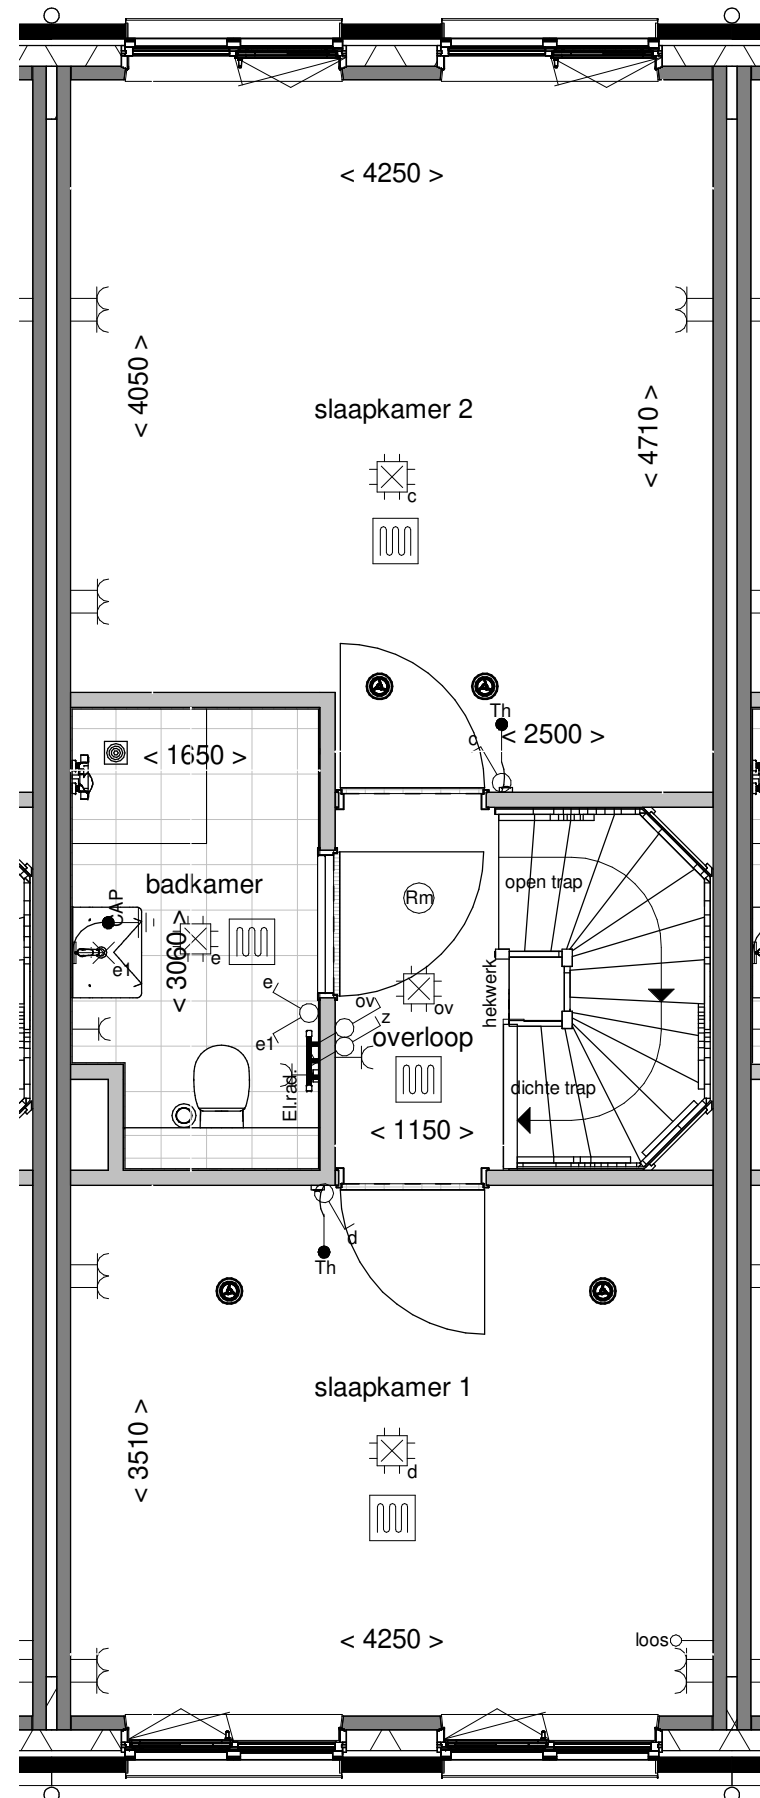 < 4250 >
< 4050 >
slaapkamer 2
< 4710 >
c
Th
c
< 2500 >
< 1650 >
badkamer
open trap
Rm
CAP
< 3060 >
e
e1
hekwerk
e
ov
ov
z
e1
overloop
El.rad.
dichte trap
< 1150 >
d
Th
slaapkamer 1
< 3510 >
d
< 4250 >
loos